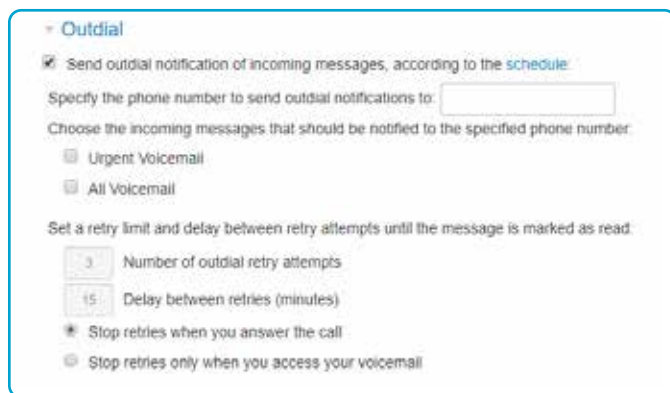 Outdial
Send outdial notification of incoming messages, according to the schedule.
Specify the phone number to send outdial notifications to:
Choose the incoming messages that should be notified to the specified phone number:
Urgent Voicemail
All Voicemail
Set a retry limit and delay between retry attempts until the message is marked as read:
3 Number of outdial retry attempts
15 Delay between retries (minutes)
Stop retries when you answer the call
Stop retries only when you access your voicemail